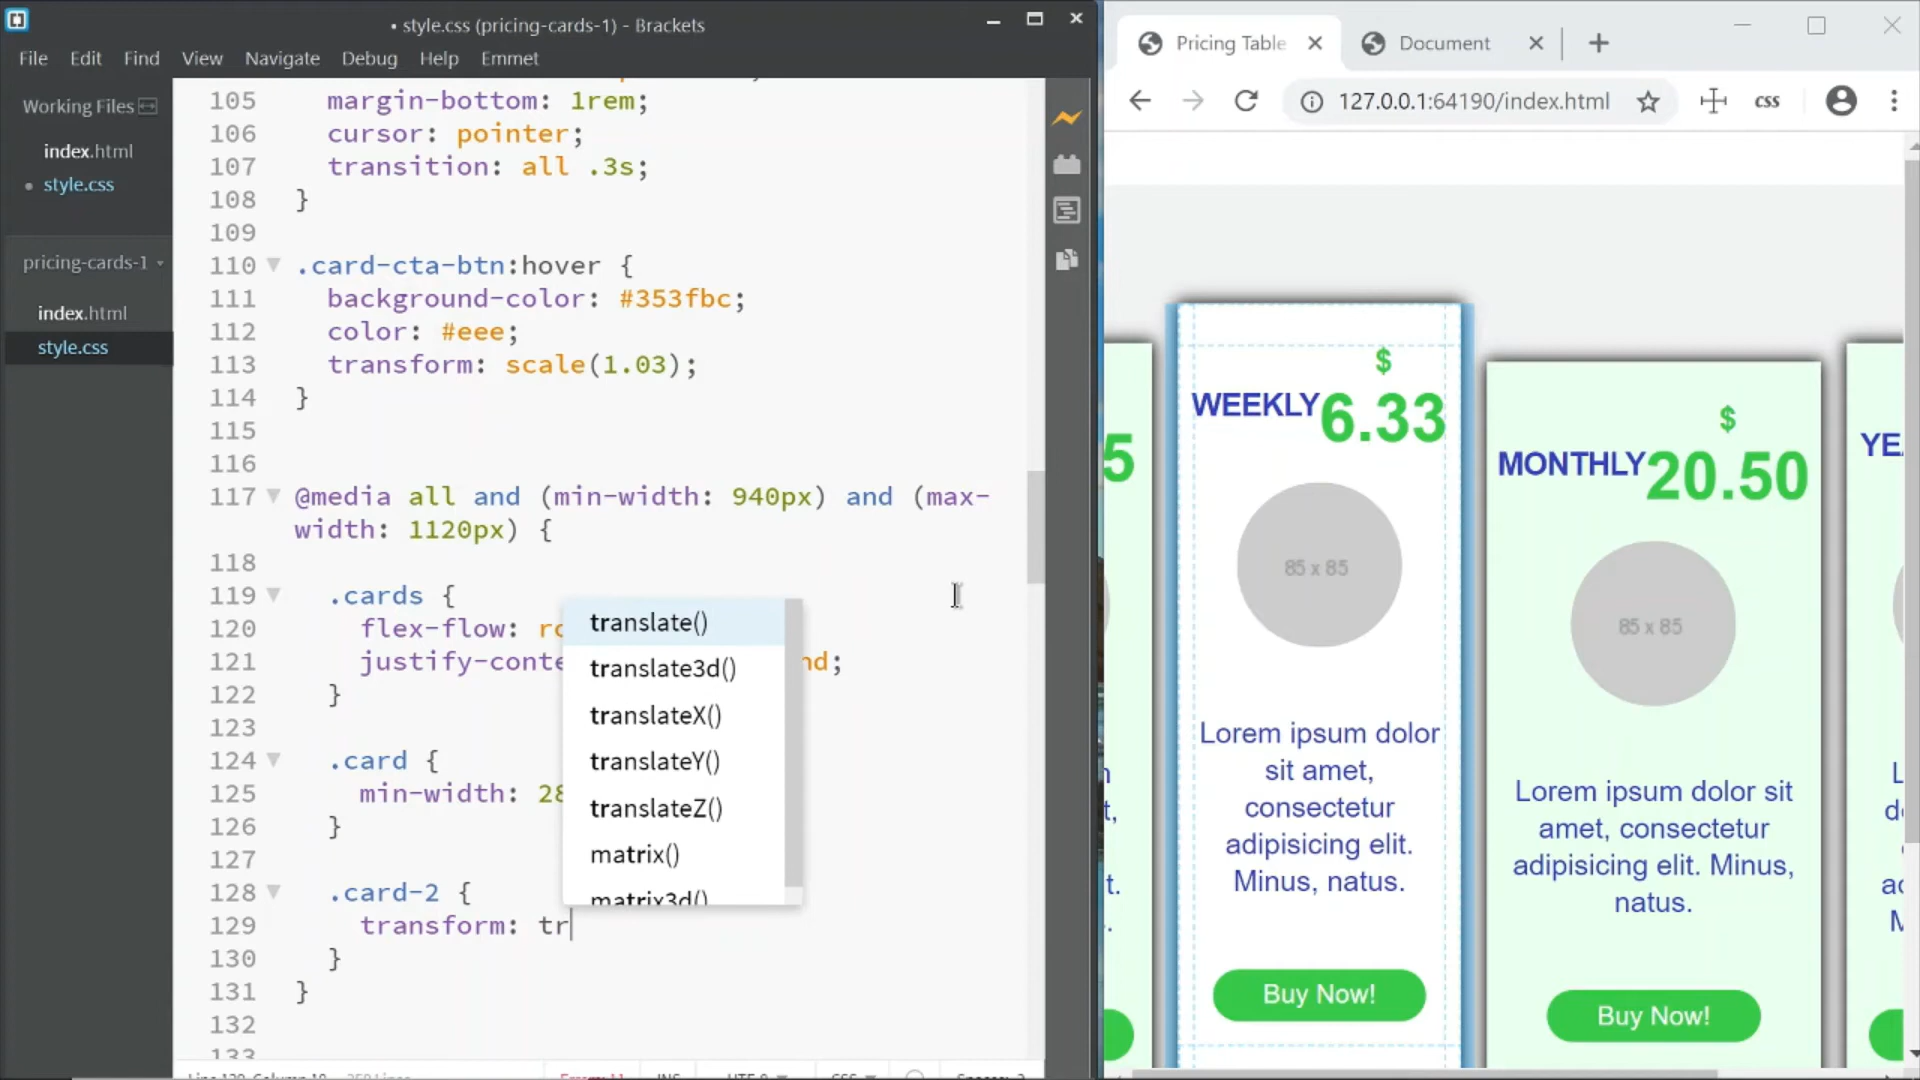 • style.css (pricing-cards-1) - Brackets
File Edit Find View Navigate Debug Help Emmet
Working Files
index.html
• style.css
pricing-cards-1
index.html
style.css
105 margin-bottom: 1rem;
106 cursor: pointer;
107 transition: all .3s;
108 }
109
110 .card-cta-btn:hover {
111 background-color: #353fbc;
112 color: #eee;
113 transform: scale(1.03);
114 }
115
116
117 @media all and (min-width: 940px) and (max-
width: 1120px) {
118
119 .cards {
120 flex-flow:
121 justify-conte nd;
122 }
123
124 .card {
125 min-width: 28
126 }
127
128 .card-2 {
129 transform: tr
130 }
131 }
132
133
translate()
translate3d()
translateX()
translateY()
translateZ()
matrix()
matrix3d()
Pricing Table
Document
127.0.0.1:64190/index.html
CSS
5
t,
t.
WEEKLY
$
6.33
85 x 85
Lorem ipsum dolor
sit amet,
consectetur
adipisicing elit.
Minus, natus.
Buy Now!
MONTHLY
$
20.50
85 x 85
Lorem ipsum dolor sit
amet, consectetur
adipisicing elit. Minus,
natus.
Buy Now!
YE